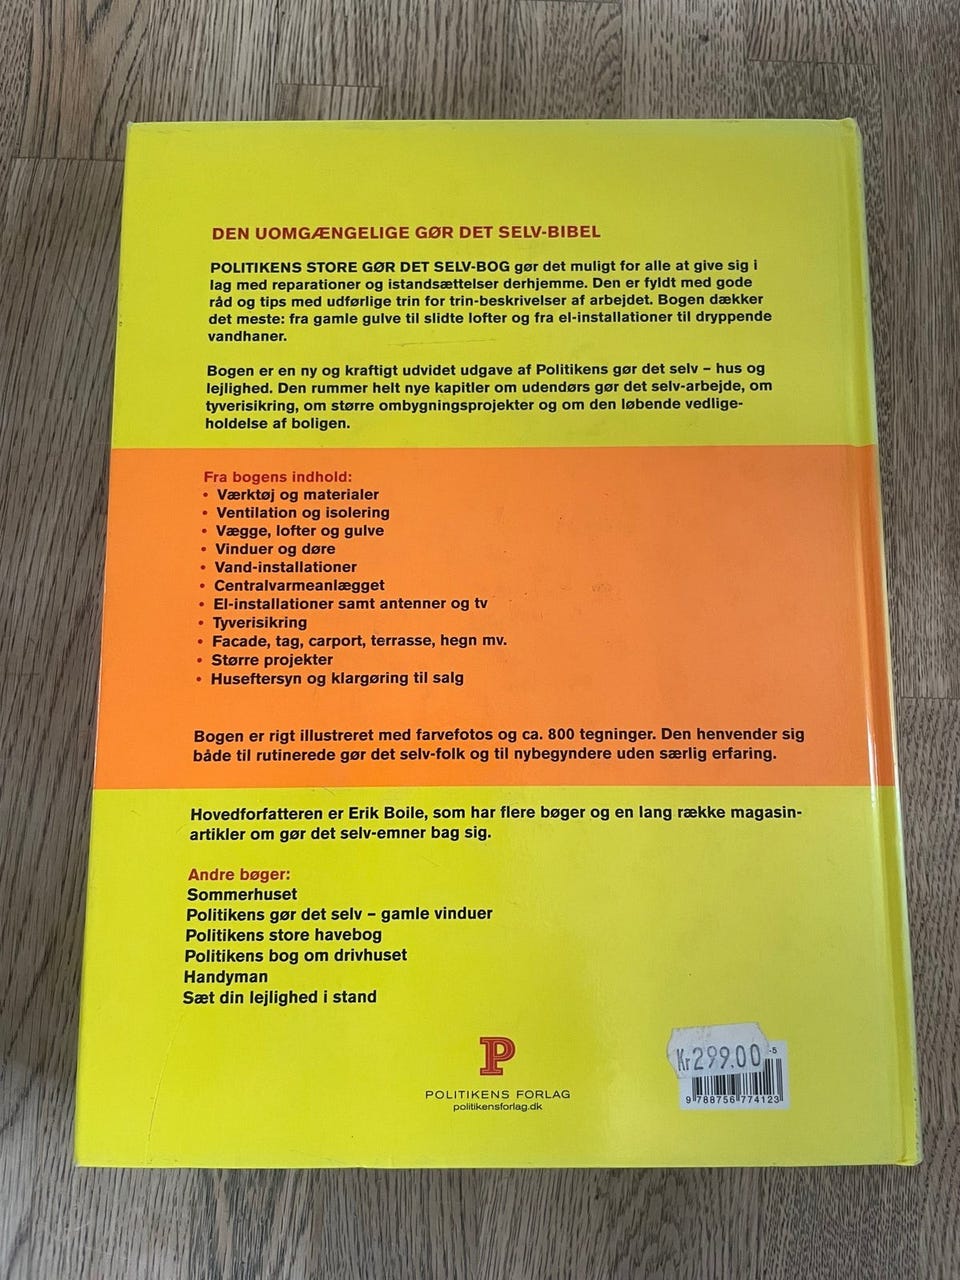 DEN UOMGÆNGELIGE GØR DET SELV-BIBEL
POLITIKENS STORE GØR DET SELV-BOG gør det muligt for alle at give sig i
lag med reparationer og istandsættelser derhjemme. Den er fyldt med gode
råd og tips med udførlige trin for trin-beskrivelser af arbejdet. Bogen dækker
det meste: fra gamle gulve til slidte lofter og fra el-installationer til dryppende
vandhaner.
Bogen er en ny og kraftigt udvidet udgave af Politikens gør det selv – hus og
lejlighed. Den rummer helt nye kapitler om udendørs gør det selv-arbejde, om
tyverisikring, om større ombygningsprojekter og om den løbende vedlige-
holdelse af boligen.
Fra bogens indhold:
• Værktøj og materialer
• Ventilation og isolering
• Vægge, lofter og gulve
• Vinduer og døre
• Vand-installationer
• Centralvarmeanlægget
• El-installationer samt antenner og tv
• Tyverisikring
• Facade, tag, carport, terrasse, hegn mv.
• Større projekter
• Huseftersyn og klargøring til salg
Bogen er rigt illustreret med farvefotos og ca. 800 tegninger. Den henvender sig
både til rutinerede gør det selv-folk og til nybegyndere uden særlig erfaring.
Hovedforfatteren er Erik Boile, som har flere bøger og en lang række magasin-
artikler om gør det selv-emner bag sig.
Andre bøger:
Sommerhuset
Politikens gør det selv – gamle vinduer
Politikens store havebog
Politikens bog om drivhuset
Handyman
Sæt din lejlighed i stand
P
POLITIKENS FORLAG
politikensforlag.dk
Kr299.00
-5
9 788756 774123